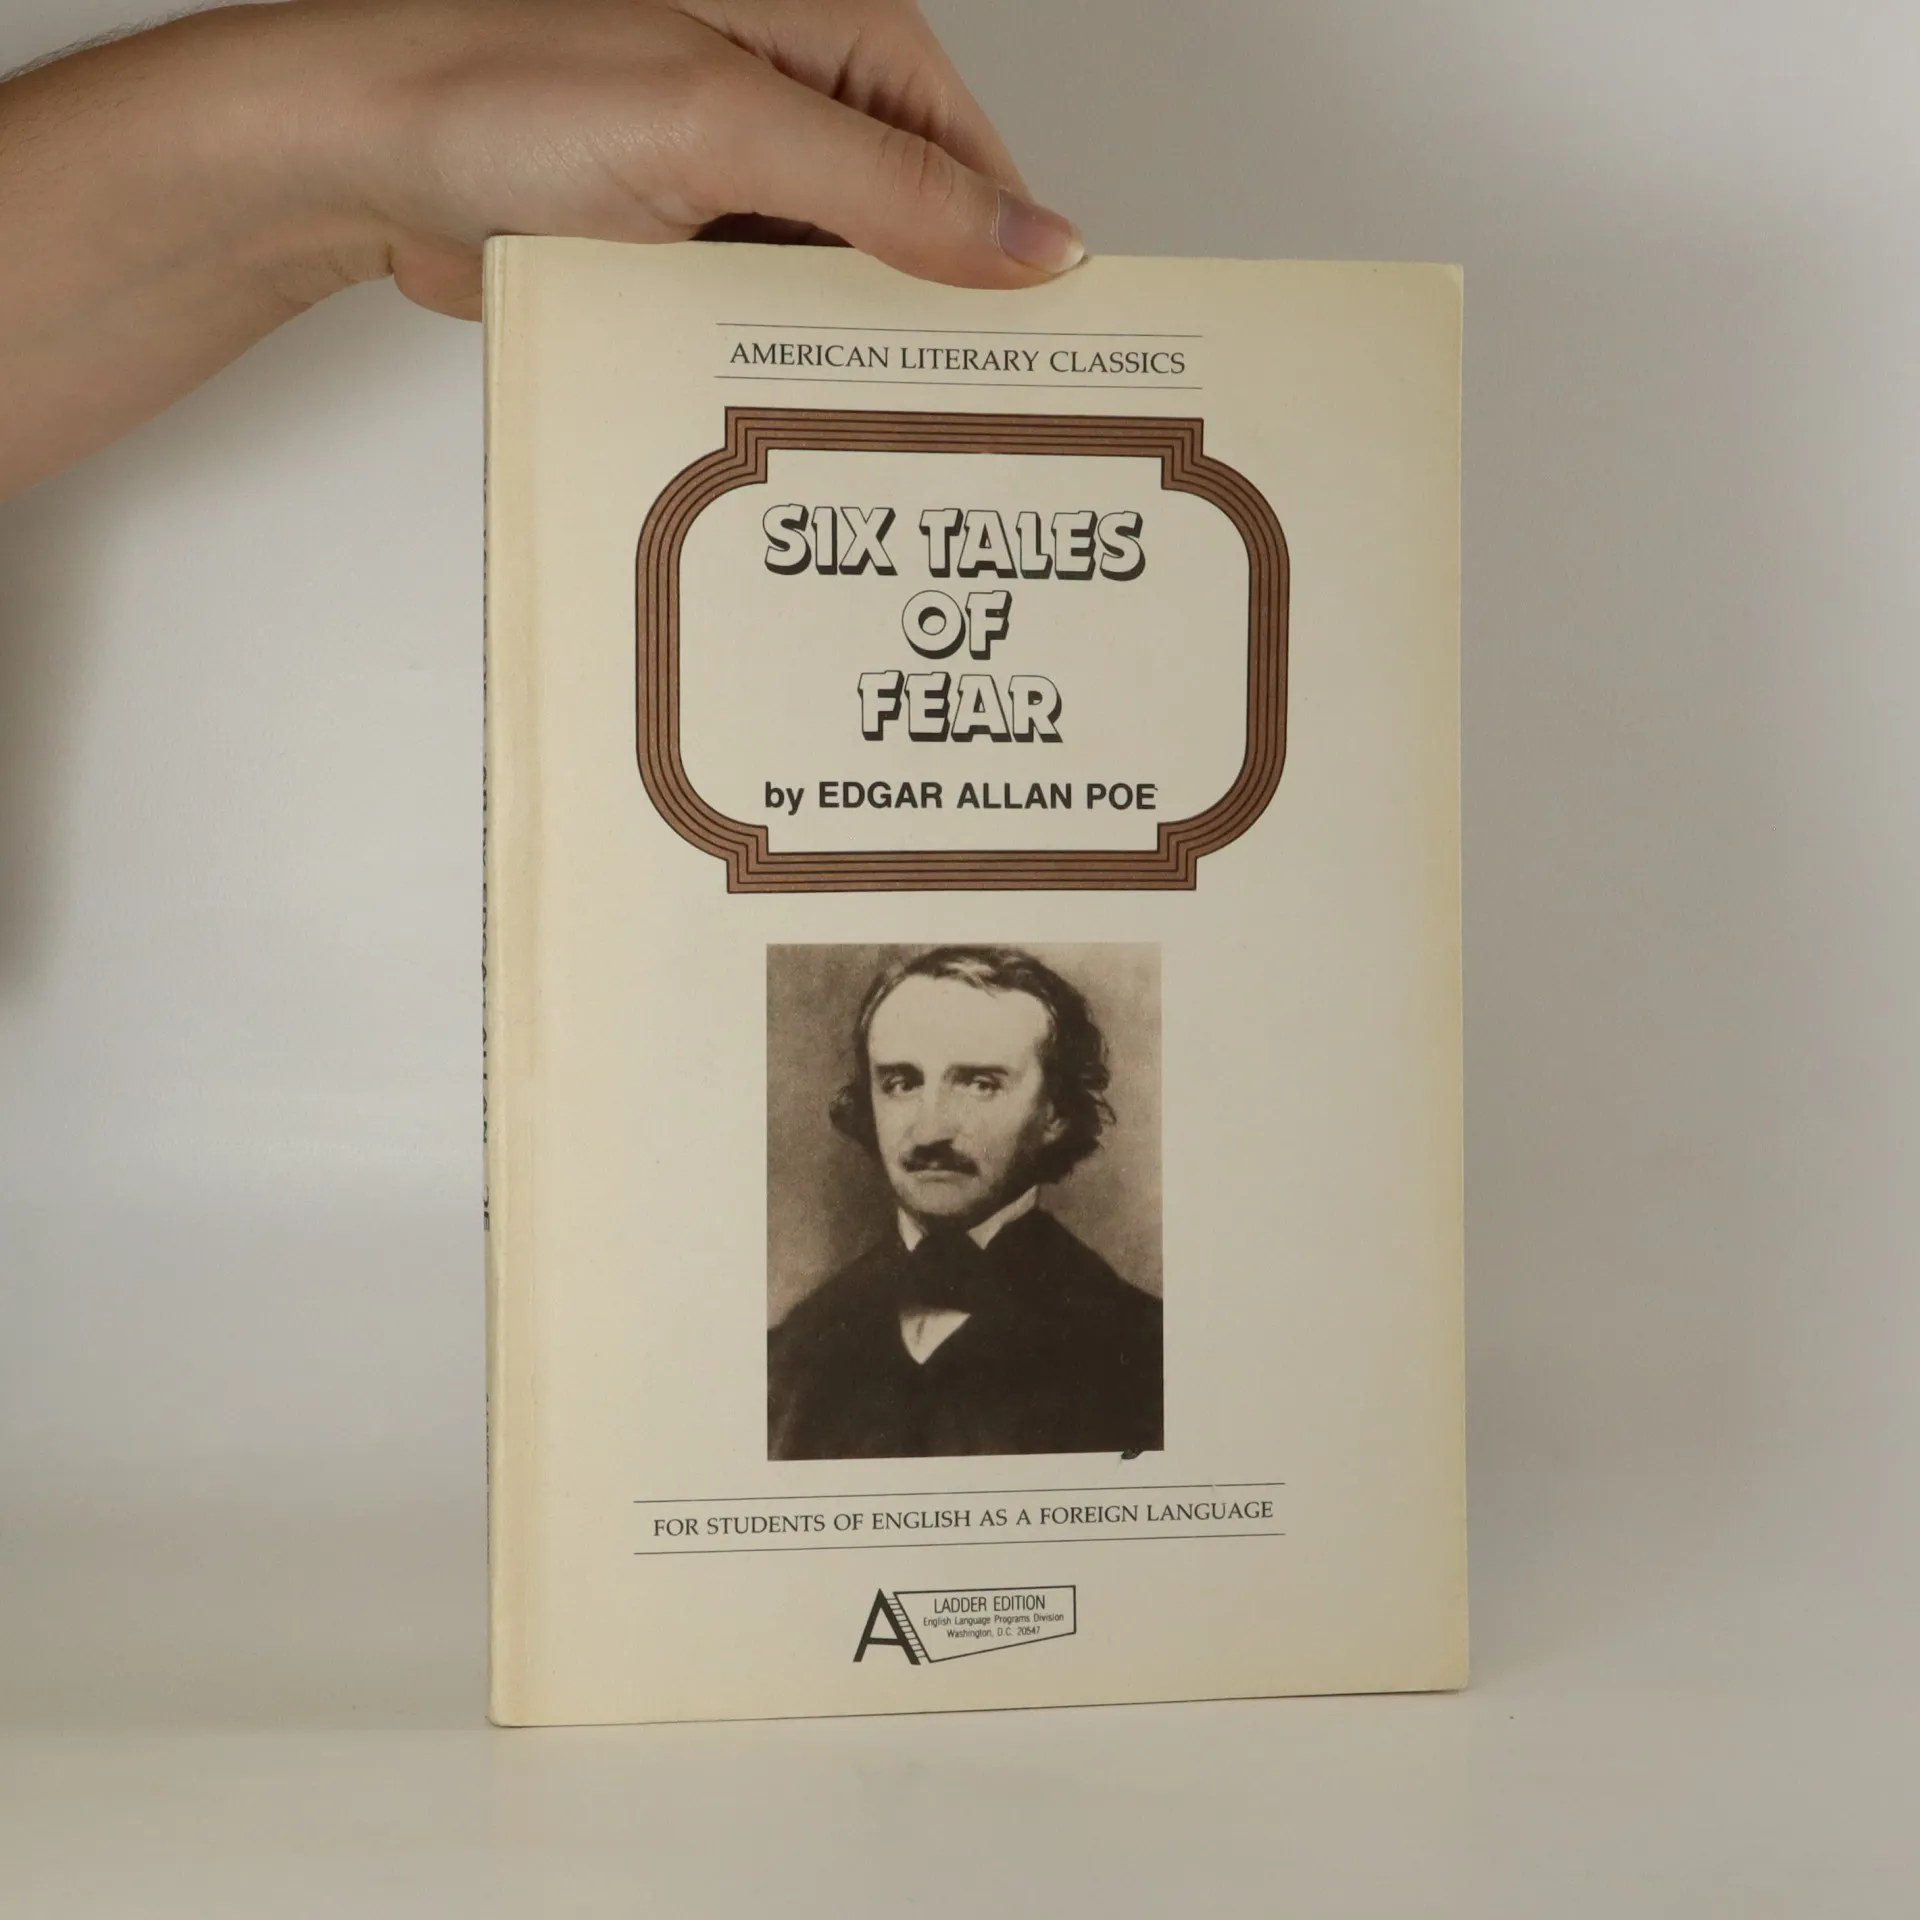 AMERICAN LITERARY CLASSICS
SIX TALES
OF
FEAR
by EDGAR ALLAN POE
FOR STUDENTS OF ENGLISH AS A FOREIGN LANGUAGE
A
LADDER EDITION
English Language Programs Division
Washington, D.C. 20547